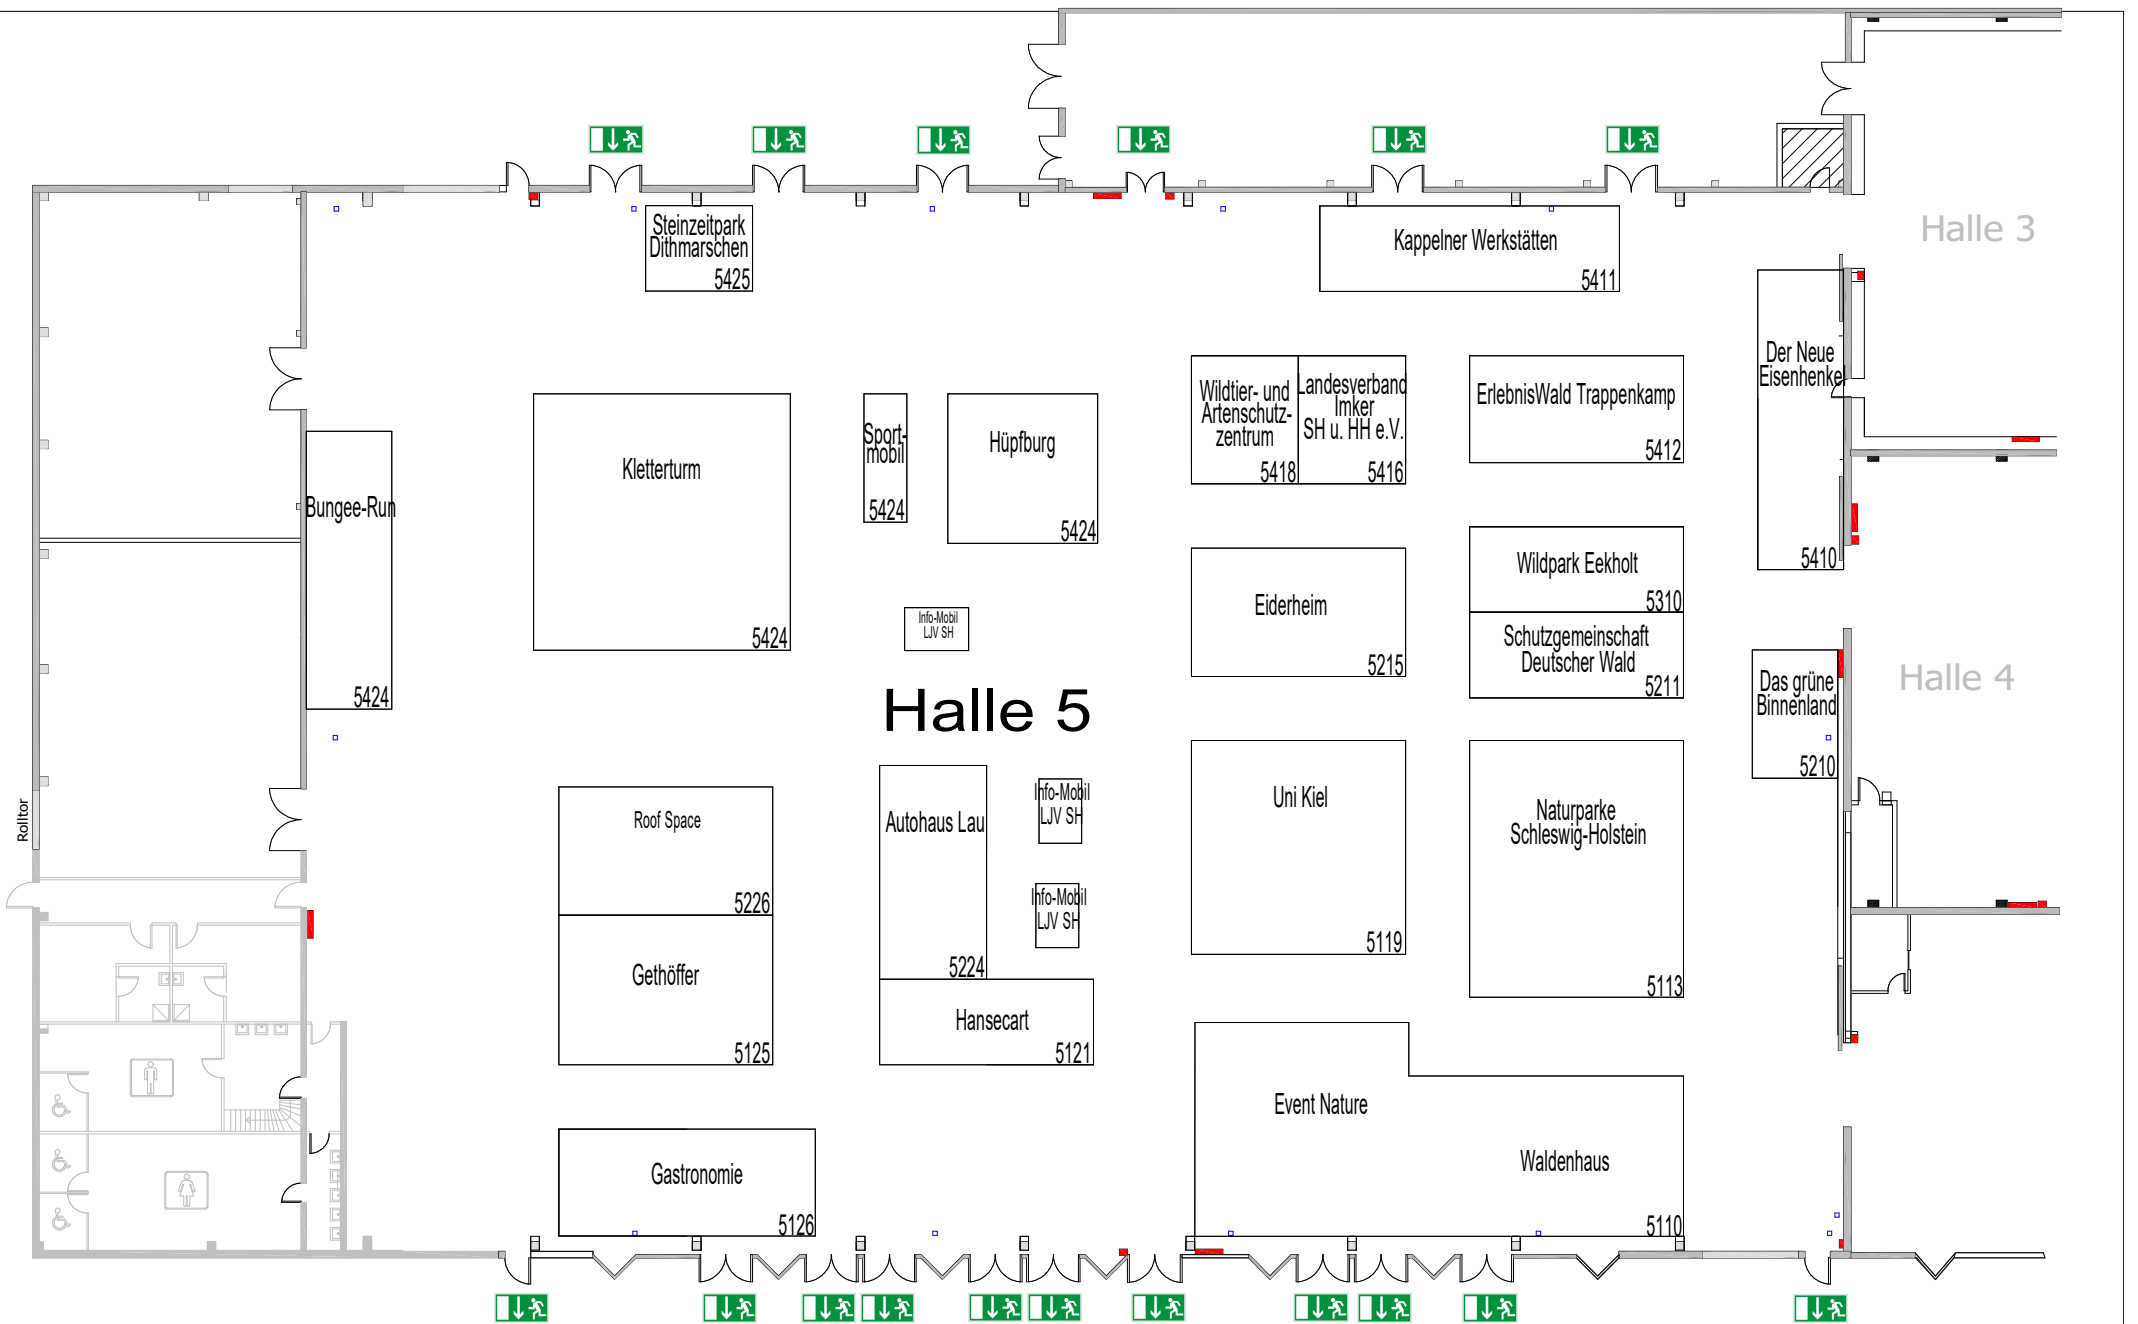 Halle 3
Steinzeitpark
Dithmarschen
5425
Kappelner Werkstätten
5411
Der Neue
Eisenhenkel
5410
Wildtier- und
Artenschutz-
zentrum
5418
Landesverband
Imker
SH u. HH e.V.
5416
ErlebnisWald Trappenkamp
5412
Bungee-Run
5424
Kletterturm
5424
Sport-
mobil
5424
Hüpfburg
5424
Wildpark Eekholt
5310
Eiderheim
5215
Info-Mobil
LJV SH
Schutzgemeinschaft
Deutscher Wald
5211
Halle 5
Das grüne
Binnenland
5210
Halle 4
Rolltor
Roof Space
5226
Autohaus Lau
5224
Info-Mobil
LJV SH
Info-Mobil
LJV SH
Uni Kiel
5119
Naturparke
Schleswig-Holstein
5113
Gethöffer
5125
Hansecart
5121
Event Nature
Waldenhaus
5110
Gastronomie
5126